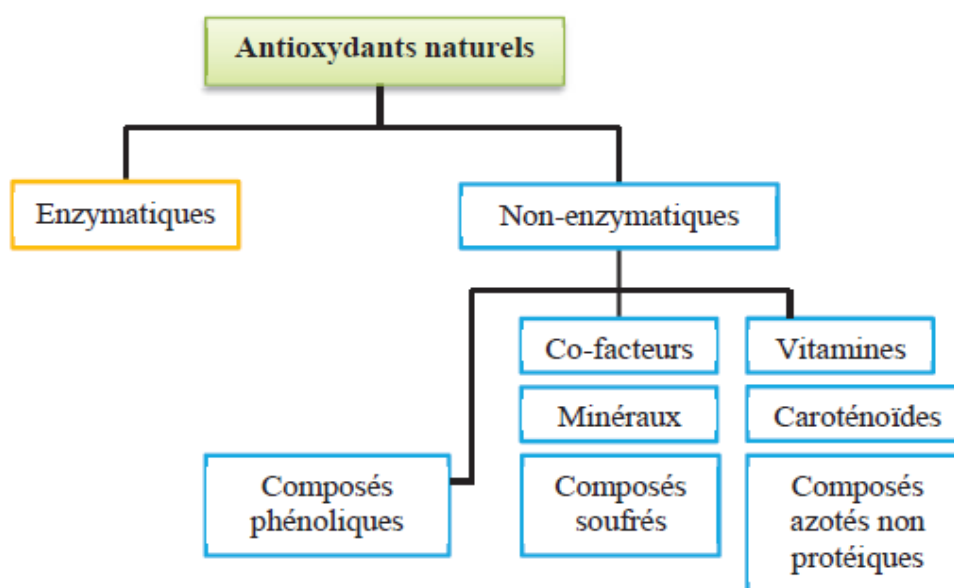 Antioxydants naturels
Enzymatiques
Non-enzymatiques
Co-facteurs
Vitamines
Minéraux
Caroténoïdes
Composés
phénoliques
Composés
soufrés
Composés
azotés non
protéiques